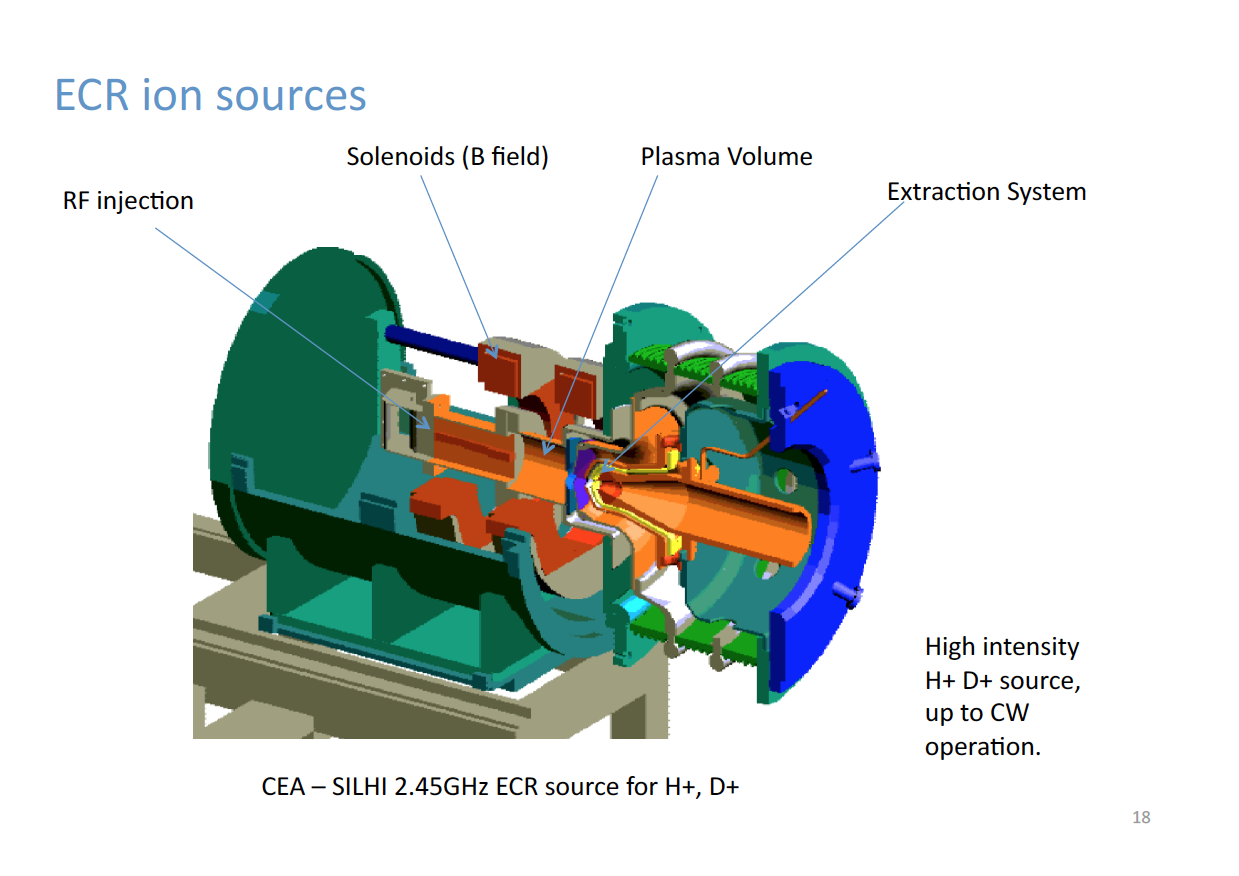 ECR ion sources
Solenoids (B field)
Plasma Volume
Extraction System
RF injection
High intensity
H+ D+ source,
up to CW
operation.
CEA – SILHI 2.45GHz ECR source for H+, D+
18